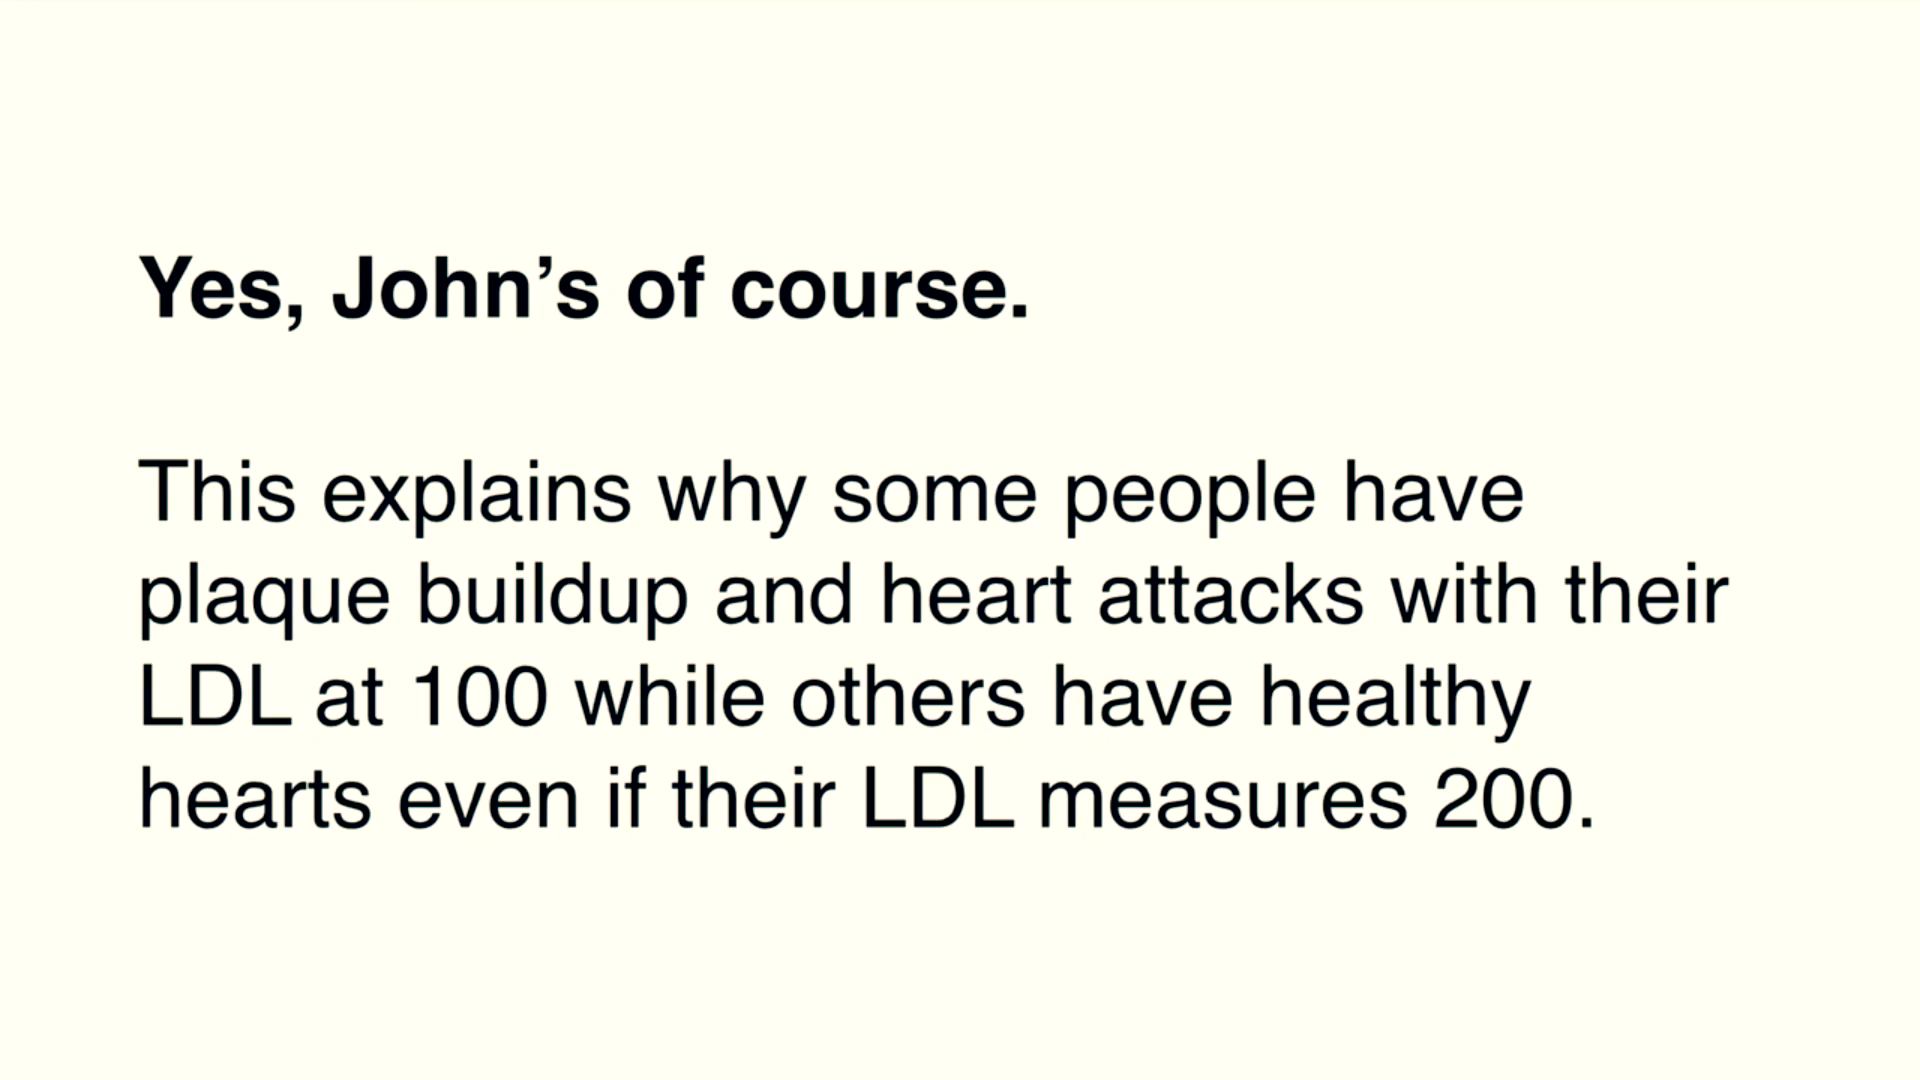 Yes, John’s of course.
This explains why some people have
plaque buildup and heart attacks with their
LDL at 100 while others have healthy
hearts even if their LDL measures 200.